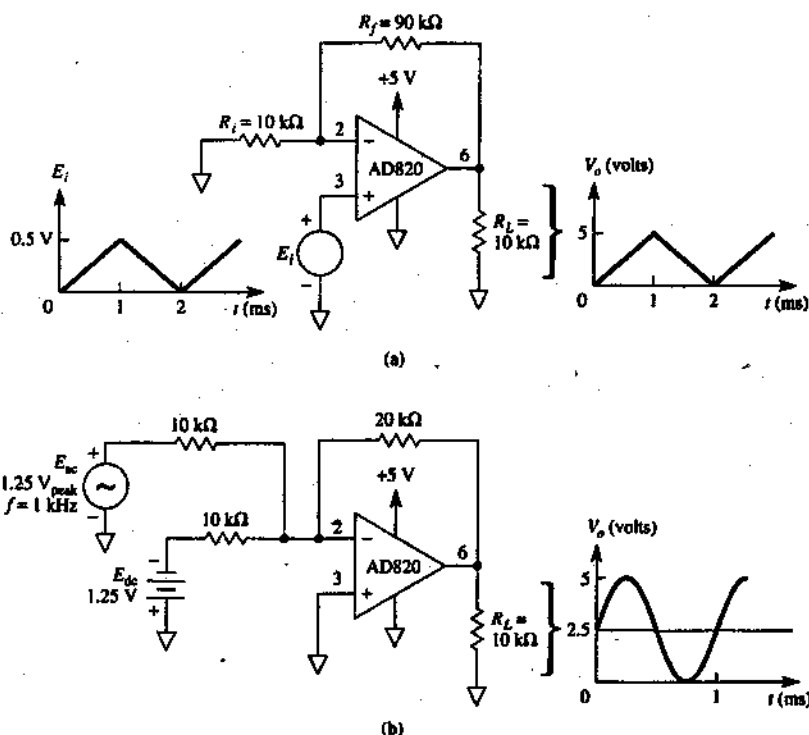 R_f = 90 kΩ
+5 V
R_i = 10 kΩ
2
−
AD820
6
3
+
E_i
0.5 V
0
1
2
t (ms)
+
E_i
−
R_L =
10 kΩ
V_o (volts)
5
0
1
2
t (ms)
(a)
10 kΩ
20 kΩ
+
E_ac
1.25 V_peak
f = 1 kHz
−
+5 V
10 kΩ
2
−
AD820
6
3
+
−
E_dc
1.25 V
+
R_L =
10 kΩ
V_o (volts)
5
2.5
0
1
t (ms)
(b)